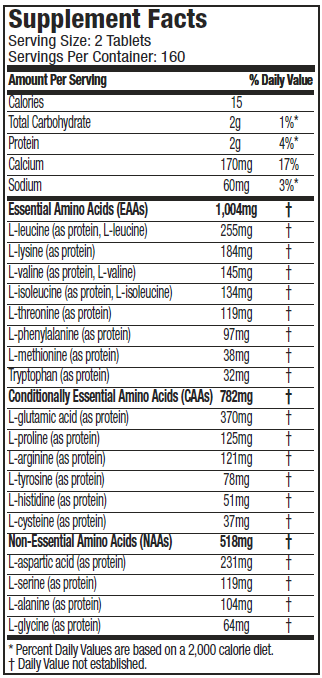 Supplement Facts
Serving Size: 2 Tablets
Servings Per Container: 160
Amount Per Serving % Daily Value
Calories 15
Total Carbohydrate 2g 1%*
Protein 2g 4%*
Calcium 170mg 17%
Sodium 60mg 3%*
Essential Amino Acids (EAAs) 1,004mg †
L-leucine (as protein, L-leucine) 255mg †
L-lysine (as protein) 184mg †
L-valine (as protein, L-valine) 145mg †
L-isoleucine (as protein, L-isoleucine) 134mg †
L-threonine (as protein) 119mg †
L-phenylalanine (as protein) 97mg †
L-methionine (as protein) 38mg †
Tryptophan (as protein) 32mg †
Conditionally Essential Amino Acids (CAAs) 782mg †
L-glutamic acid (as protein) 370mg †
L-proline (as protein) 125mg †
L-arginine (as protein) 121mg †
L-tyrosine (as protein) 78mg †
L-histidine (as protein) 51mg †
L-cysteine (as protein) 37mg †
Non-Essential Amino Acids (NAAs) 518mg †
L-aspartic acid (as protein) 231mg †
L-serine (as protein) 119mg †
L-alanine (as protein) 104mg †
L-glycine (as protein) 64mg †
* Percent Daily Values are based on a 2,000 calorie diet.
† Daily Value not established.